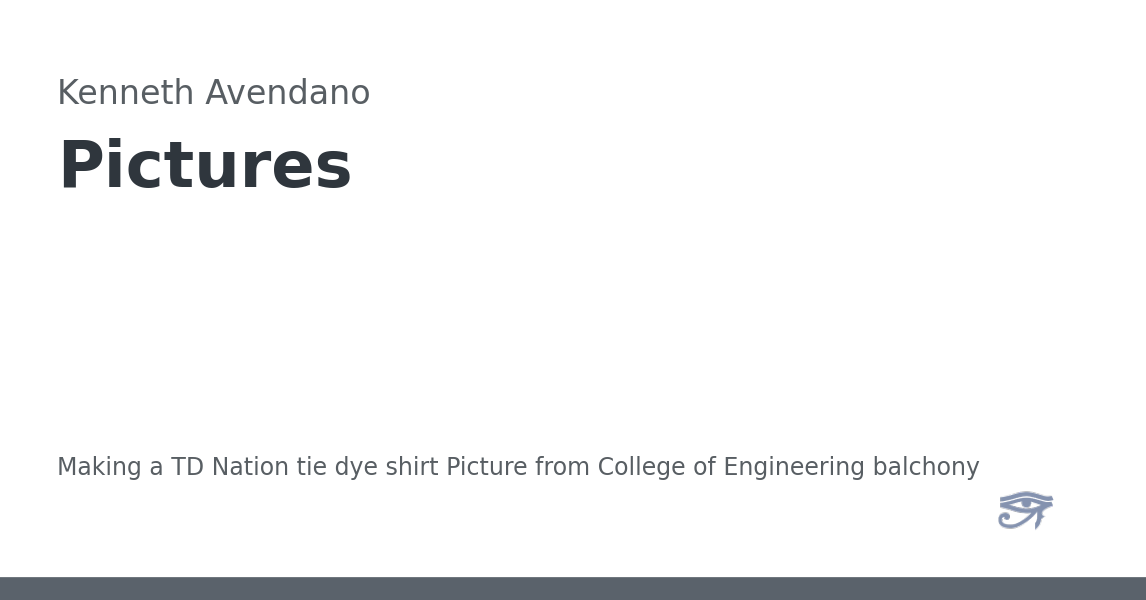 Kenneth Avendano
Pictures
Making a TD Nation tie dye shirt Picture from College of Engineering balchony